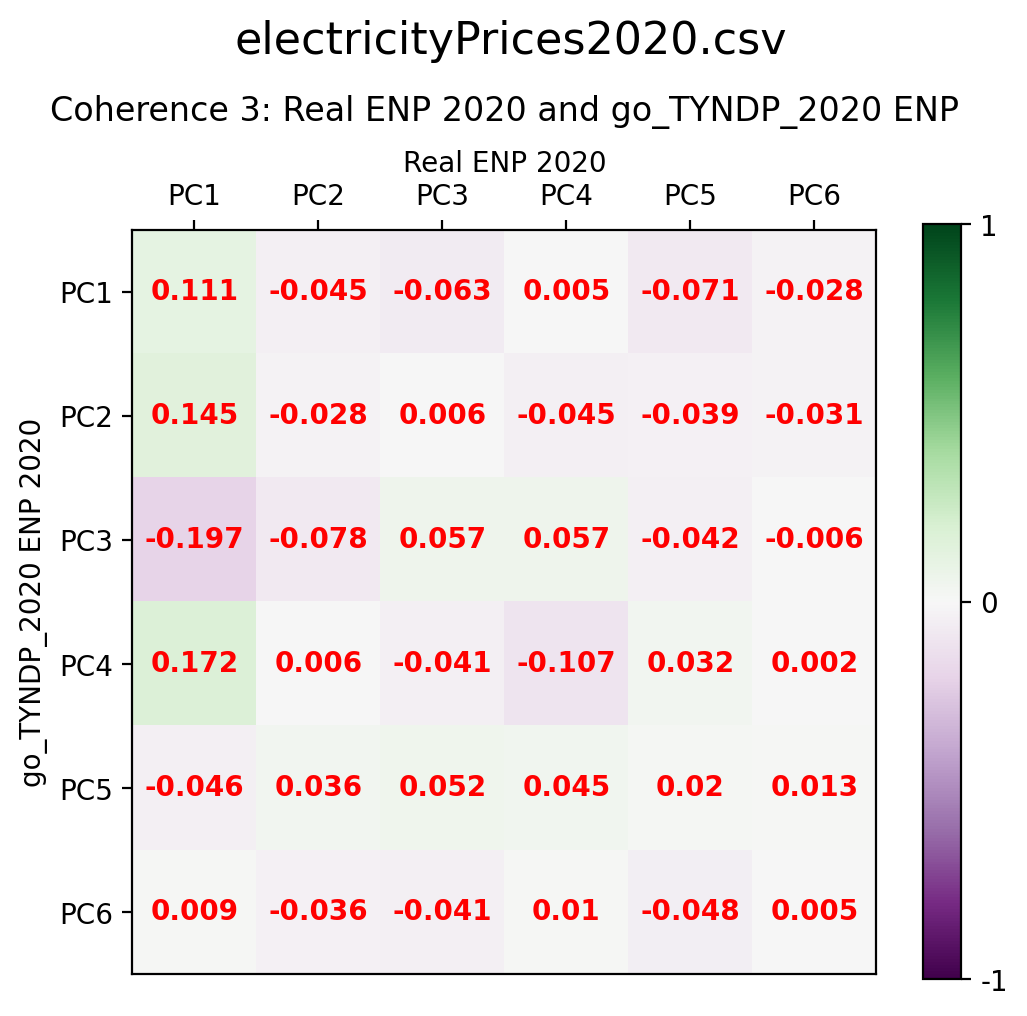 electricityPrices2020.csv
Coherence 3: Real ENP 2020 and go_TYNDP_2020 ENP
Real ENP 2020
PC1 PC2 PC3 PC4 PC5 PC6
go_TYNDP_2020 ENP 2020
PC1 0.111 -0.045 -0.063 0.005 -0.071 -0.028
PC2 0.145 -0.028 0.006 -0.045 -0.039 -0.031
PC3 -0.197 -0.078 0.057 0.057 -0.042 -0.006
PC4 0.172 0.006 -0.041 -0.107 0.032 0.002
PC5 -0.046 0.036 0.052 0.045 0.02 0.013
PC6 0.009 -0.036 -0.041 0.01 -0.048 0.005
1
0
-1